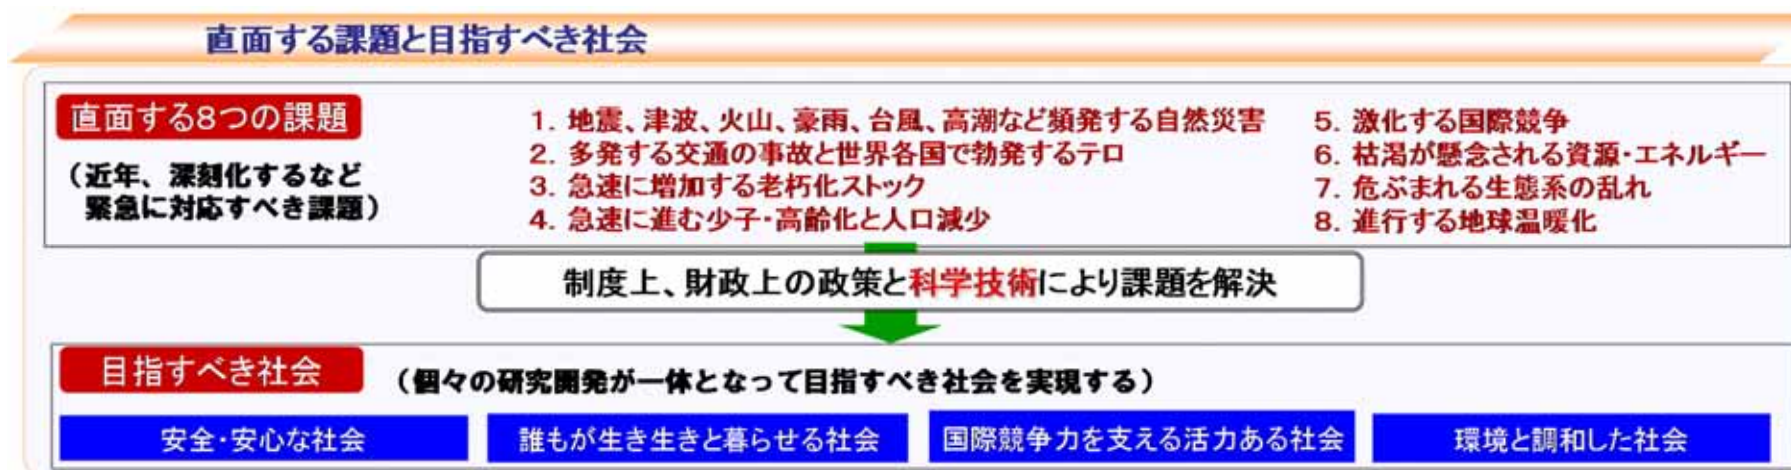 直面する課題と目指すべき社会
直面する8つの課題
(近年、深刻化するなど
緊急に対応すべき課題)
1. 地震、津波、火山、豪雨、台風、高潮など頻発する自然災害
2. 多発する交通の事故と世界各国で勃発するテロ
3. 急速に増加する老朽化ストック
4. 急速に進む少子・高齢化と人口減少
5. 激化する国際競争
6. 枯渇が懸念される資源・エネルギー
7. 危ぶまれる生態系の乱れ
8. 進行する地球温暖化
制度上、財政上の政策と科学技術により課題を解決
目指すべき社会
(個々の研究開発が一体となって目指すべき社会を実現する)
安全・安心な社会
誰もが生き生きと暮らせる社会
国際競争力を支える活力ある社会
環境と調和した社会